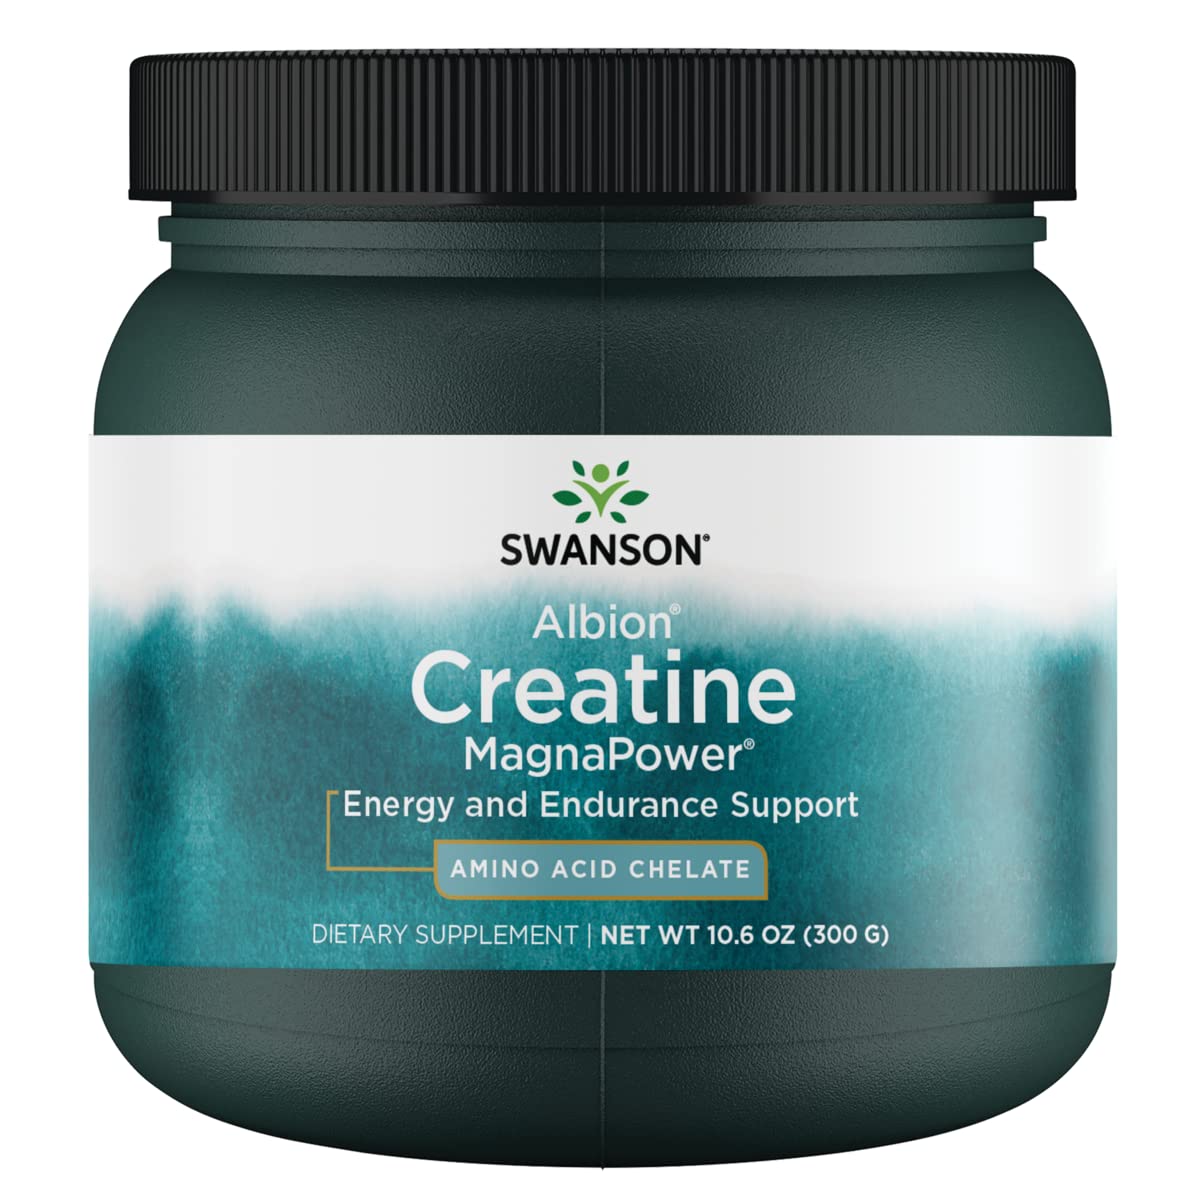 SWANSON®
Albion®
Creatine
MagnaPower®
Energy and Endurance Support
AMINO ACID CHELATE
DIETARY SUPPLEMENT | NET WT 10.6 OZ (300 G)